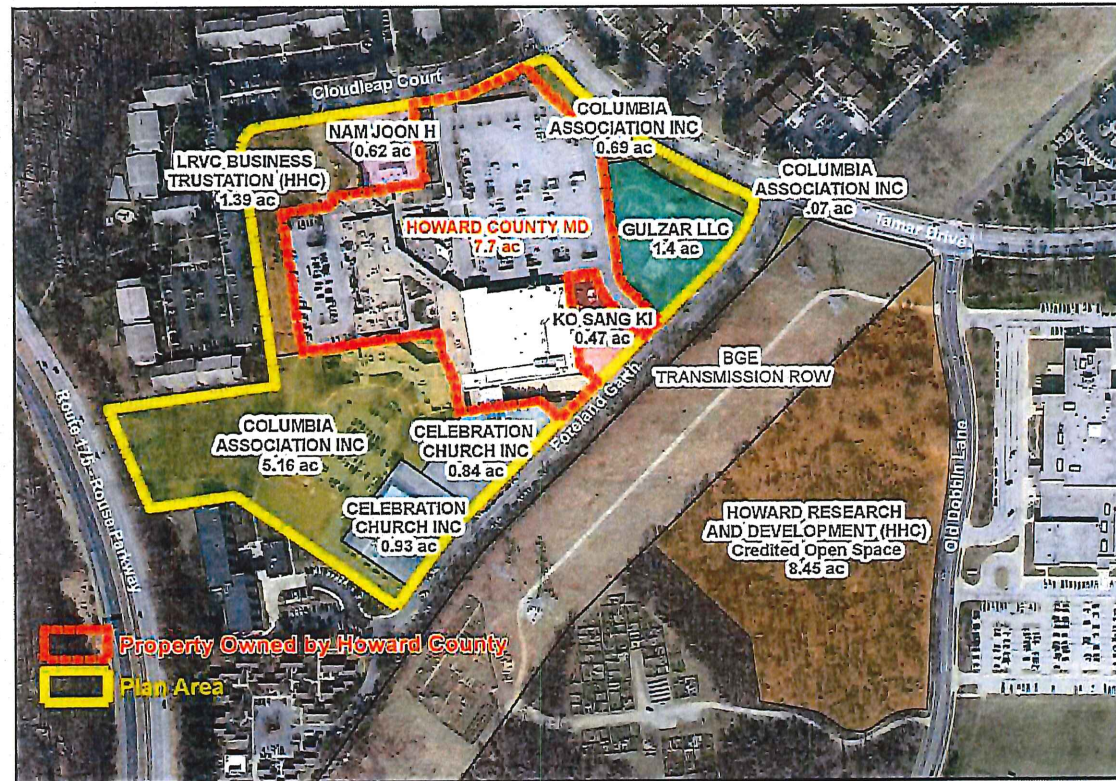 Cloudleap Court
NAM JOON H
0.62 ac
COLUMBIA
ASSOCIATION INC
0.69 ac
LRVC BUSINESS
TRUSTATION (HHC)
1.39 ac
COLUMBIA
ASSOCIATION INC
.07 ac
Tamar Drive
HOWARD COUNTY MD
7.7 ac
GULZAR LLC
1.4 ac
KO SANG KI
0.47 ac
BGE
TRANSMISSION ROW
Foreland Garth
COLUMBIA
ASSOCIATION INC
5.16 ac
CELEBRATION
CHURCH INC
0.84 ac
CELEBRATION
CHURCH INC
0.93 ac
Route 175 - Rouse Parkway
HOWARD RESEARCH
AND DEVELOPMENT (HHC)
Credited Open Space
8.45 ac
Old Dobbin Lane
Property Owned by Howard County
Plan Area